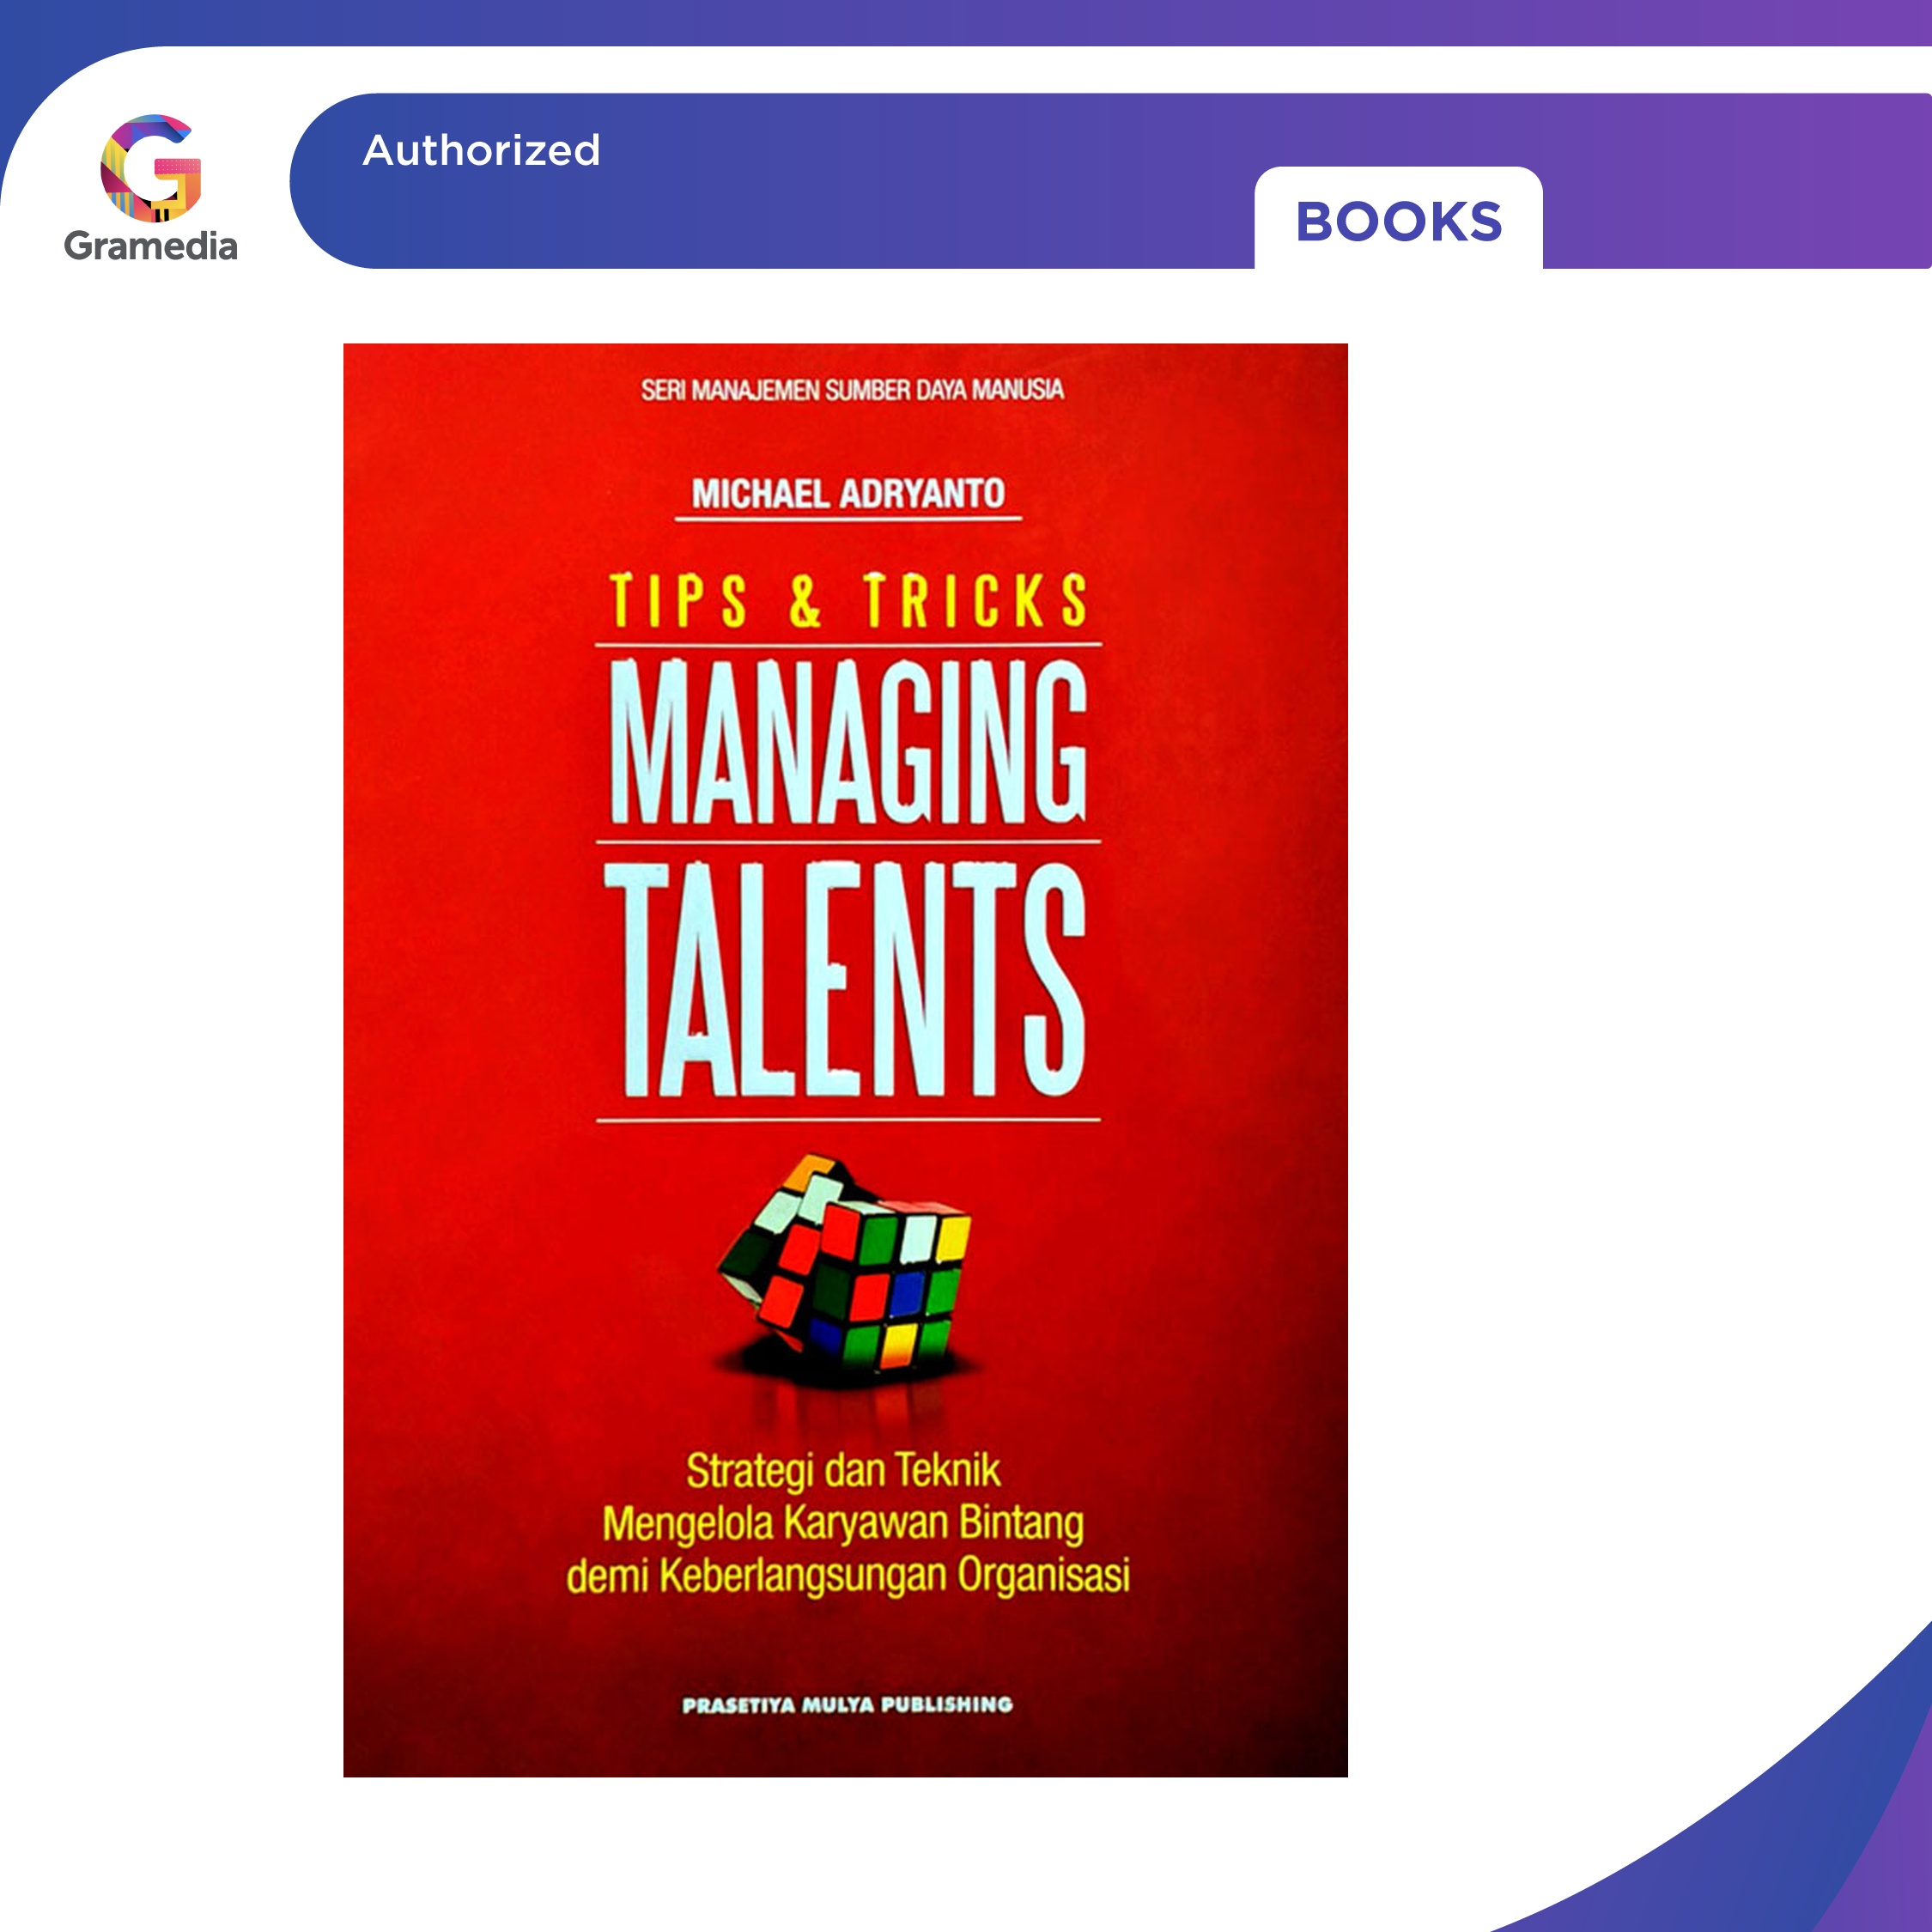 Gramedia
Authorized
BOOKS
SERI MANAJEMEN SUMBER DAYA MANUSIA
MICHAEL ADRYANTO
TIPS & TRICKS
MANAGING
TALENTS
Strategi dan Teknik
Mengelola Karyawan Bintang
demi Keberlangsungan Organisasi
PRASETIYA MULYA PUBLISHING